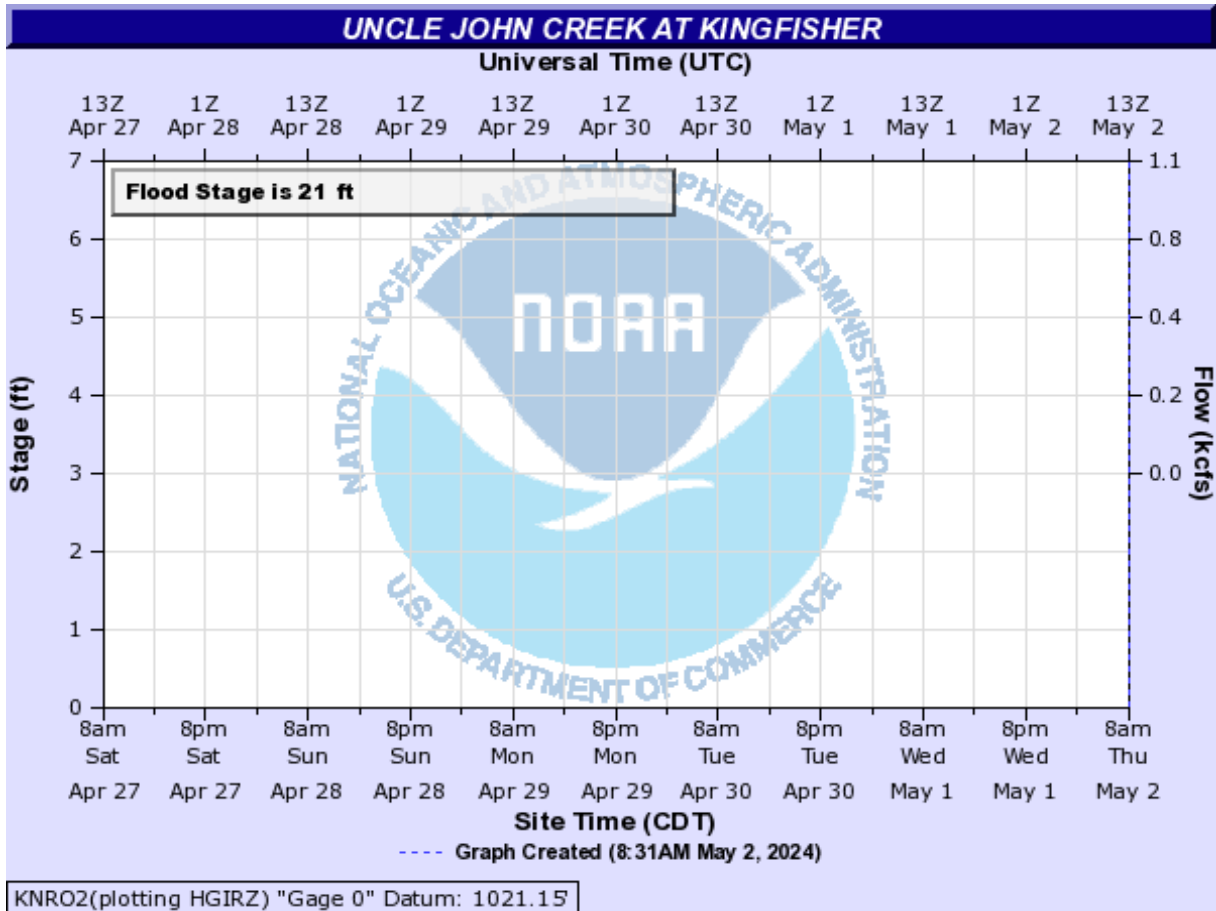 UNCLE JOHN CREEK AT KINGFISHER
Universal Time (UTC)
13Z 1Z 13Z 1Z 13Z 1Z 13Z 1Z 13Z 1Z 13Z
Apr 27 Apr 28 Apr 28 Apr 29 Apr 29 Apr 30 Apr 30 May 1 May 1 May 2 May 2
7 1.1
Flood Stage is 21 ft
6 0.8
5 0.4
4 0.2
3 0.0
2
1
0
Stage (ft)
Flow (kcfs)
NATIONAL OCEANIC AND ATMOSPHERIC ADMINISTRATION
NOAA
U.S. DEPARTMENT OF COMMERCE
8am 8pm 8am 8pm 8am 8pm 8am 8pm 8am 8pm 8am
Sat Sat Sun Sun Mon Mon Tue Tue Wed Wed Thu
Apr 27 Apr 27 Apr 28 Apr 28 Apr 29 Apr 29 Apr 30 Apr 30 May 1 May 1 May 2
Site Time (CDT)
---- Graph Created (8:31AM May 2, 2024)
KNRO2(plotting HGIRZ) "Gage 0" Datum: 1021.15'